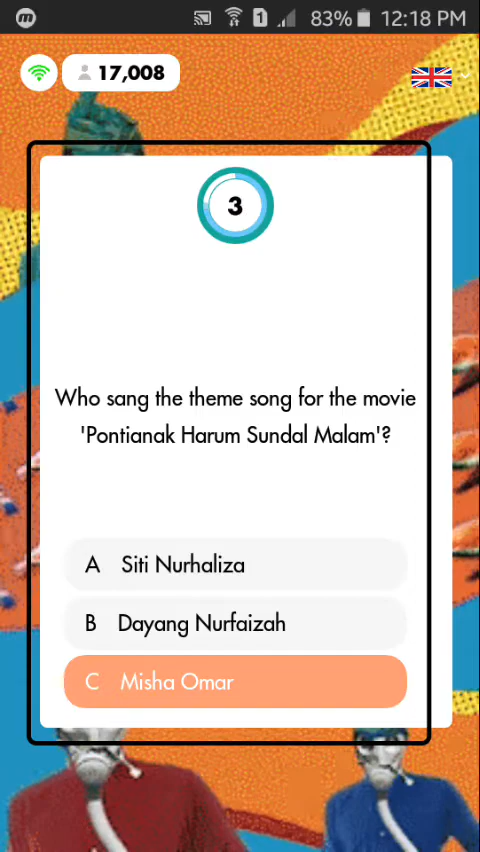 m 1 83% 12:18 PM
17,008
3
Who sang the theme song for the movie
'Pontianak Harum Sundal Malam'?
A Siti Nurhaliza
B Dayang Nurfaizah
C Misha Omar